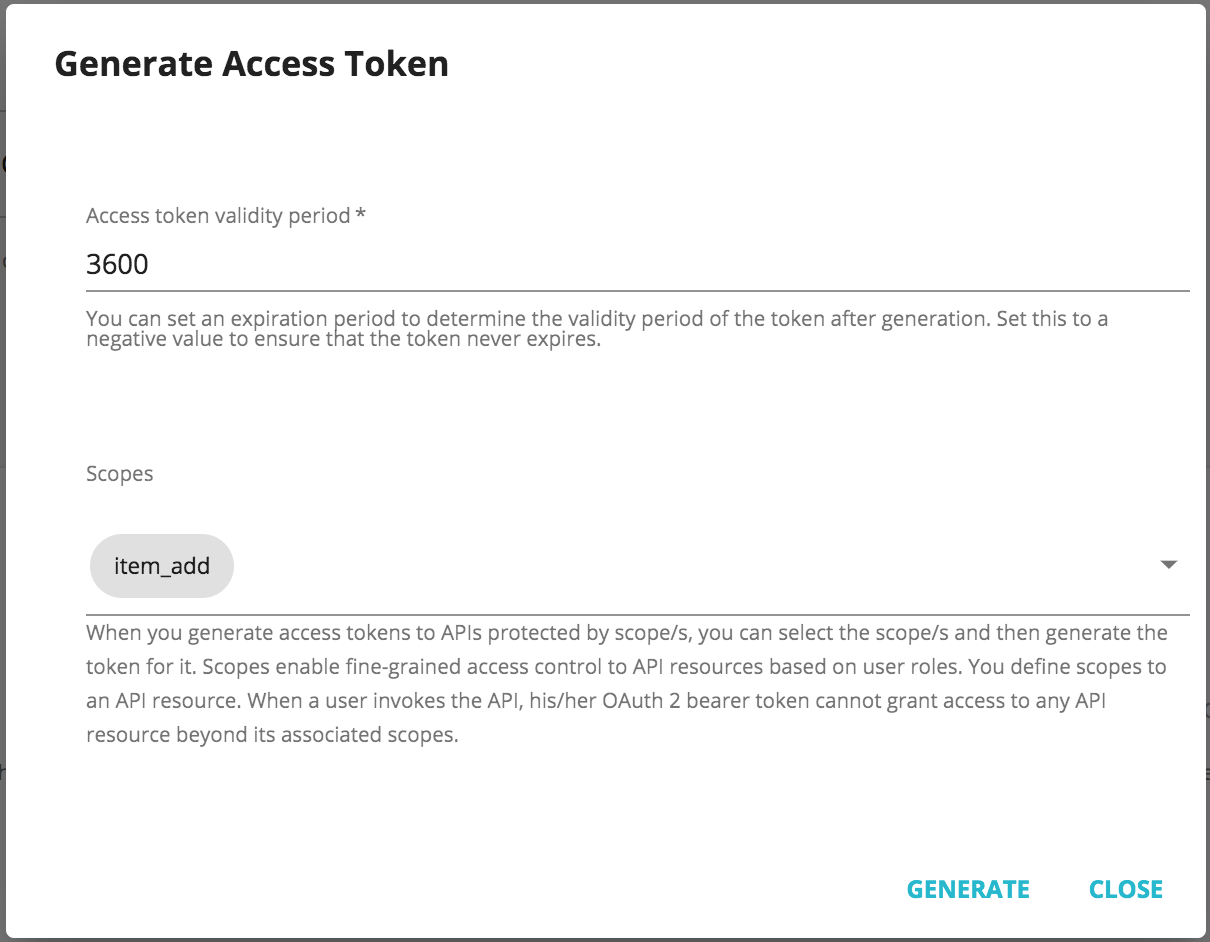 Generate Access Token
Access token validity period *
3600
You can set an expiration period to determine the validity period of the token after generation. Set this to a
negative value to ensure that the token never expires.
Scopes
item_add
When you generate access tokens to APIs protected by scope/s, you can select the scope/s and then generate the
token for it. Scopes enable fine-grained access control to API resources based on user roles. You define scopes to
an API resource. When a user invokes the API, his/her OAuth 2 bearer token cannot grant access to any API
resource beyond its associated scopes.
GENERATE CLOSE